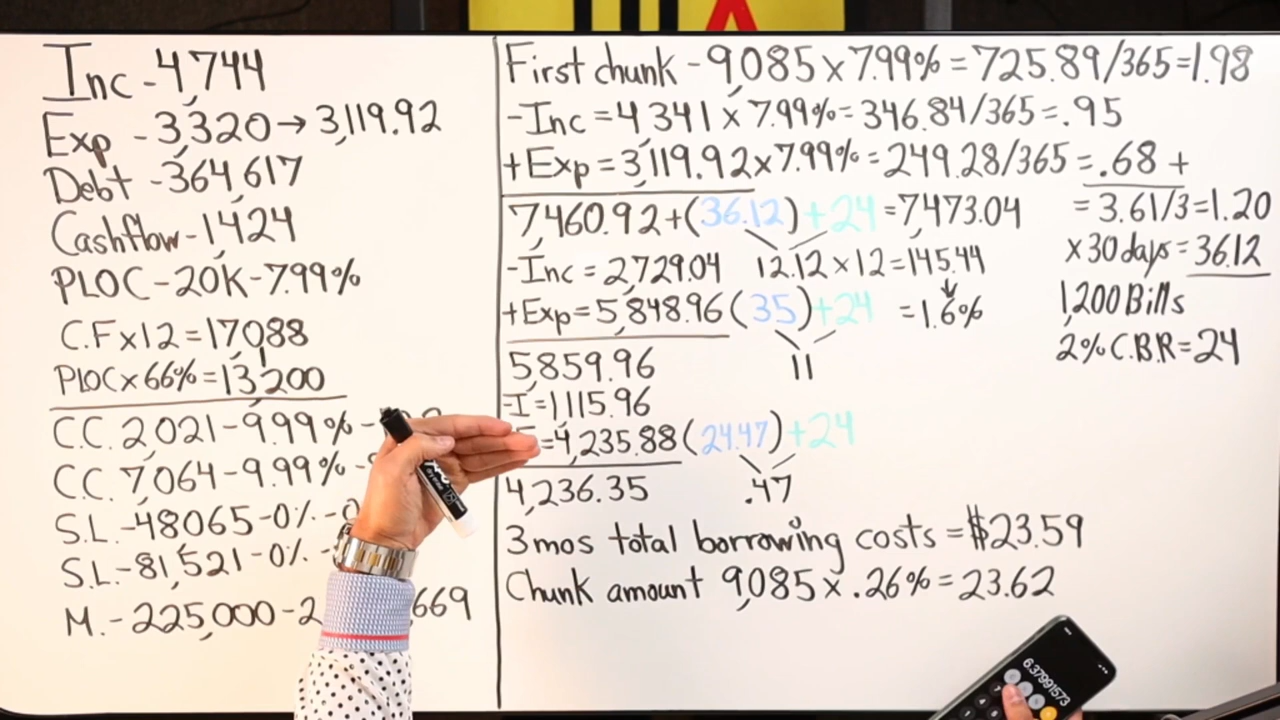 Inc - 4,744
Exp - 3,320 → 3,119.92
Debt - 364,617
Cashflow - 1,424
PLOC - 20K - 7.99%
C.F x 12 = 17,088
PLOC x 66% = 13,200
C.C. 2,021 - 9.99% -
C.C. 7,064 - 9.99% -
S.L. - 48065 - 0% -
S.L. - 81,521 - 0% -
M. - 225,000 - 2 669
First chunk - 9,085 x 7.99% = 725.89/365 = 1.98
- Inc = 4,341 x 7.99% = 346.84/365 = .95
+ Exp = 3,119.92 x 7.99% = 249.28/365 = .68 +
7,460.92 + (36.12) + 24 = 7,473.04
= 3.61/3 = 1.20
- Inc = 2,729.04
12.12 x 12 = 145.44
x 30 days = 36.12
+ Exp = 5,848.96 (35) + 24 = 1.6%
11
1,200 Bills
2% C.B.R = 24
5,859.96
- I = 1,115.96
= 4,235.88 (24.47) + 24
4,236.35
.47
3 mos total borrowing costs = $23.59
Chunk amount 9,085 x .26% = 23.62
6.37991573